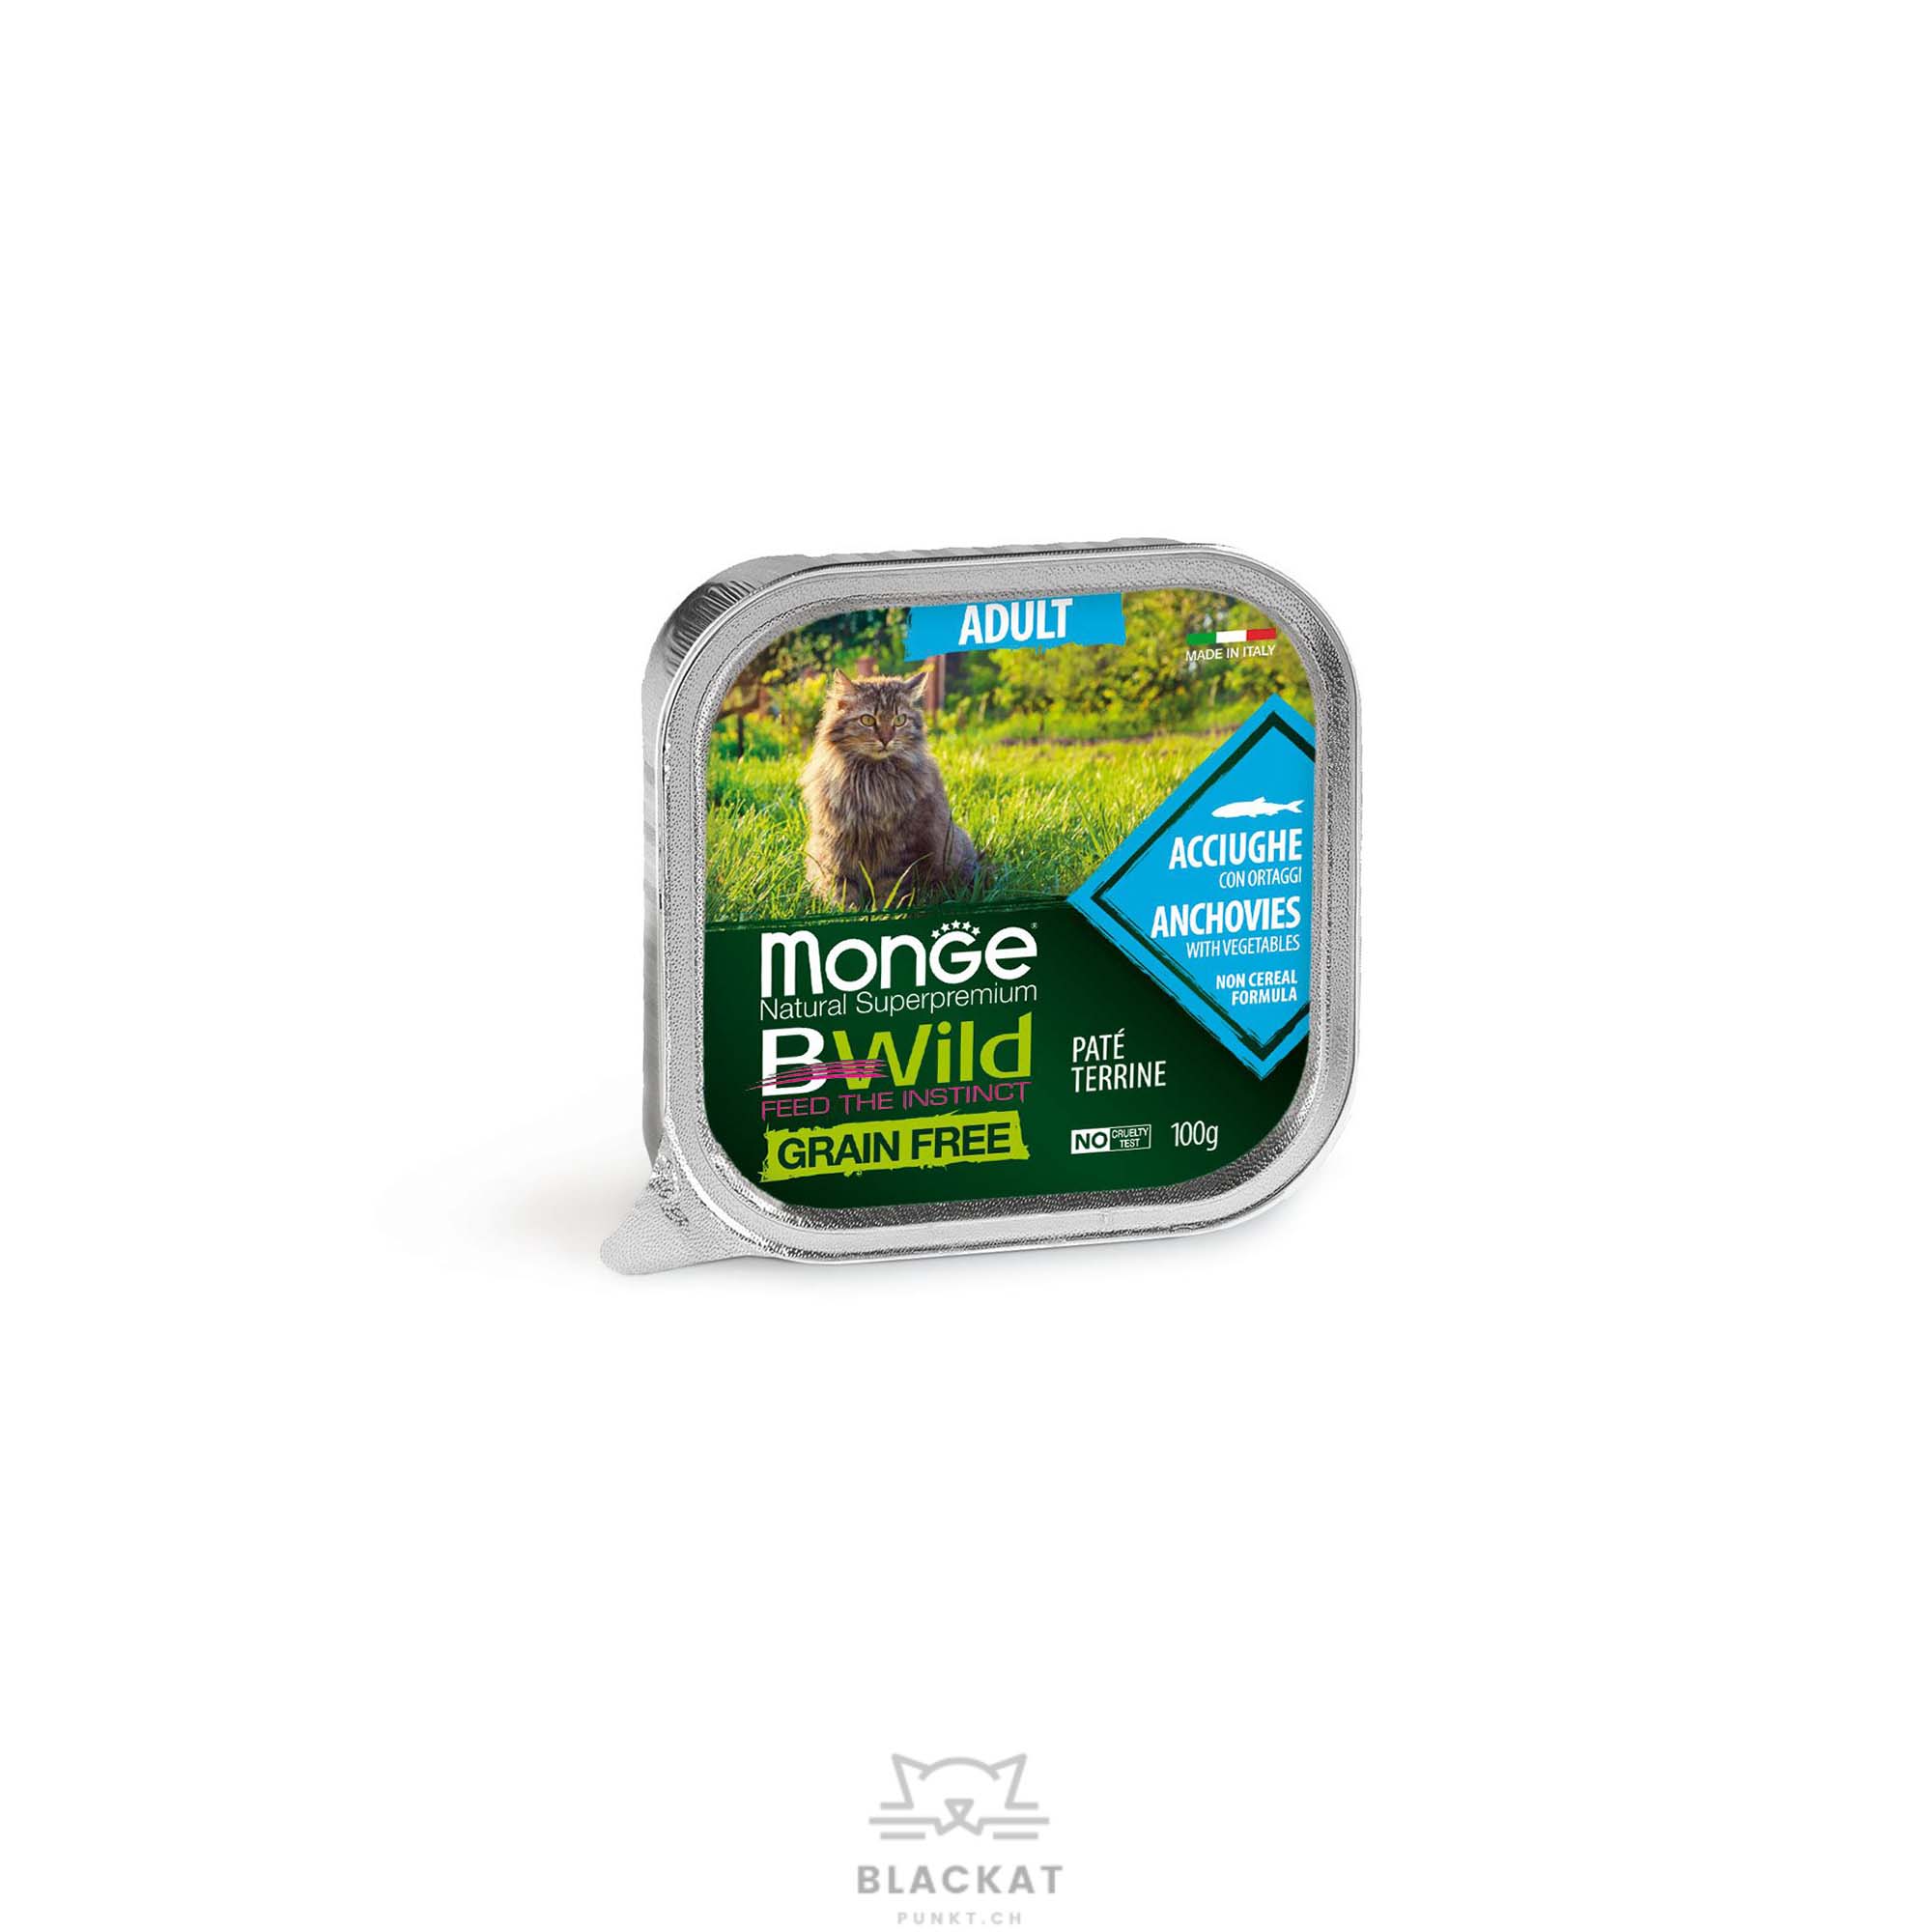 ADULT
MADE IN ITALY
ACCIUGHE
CON ORTAGGI
ANCHOVIES
WITH VEGETABLES
NON CEREAL
FORMULA
MONGE®
Natural Superpremium
BWild
FEED THE INSTINCT
GRAIN FREE
PATÉ
TERRINE
NO CRUELTY
TEST
100g
BLACKAT
PUNKT.CH